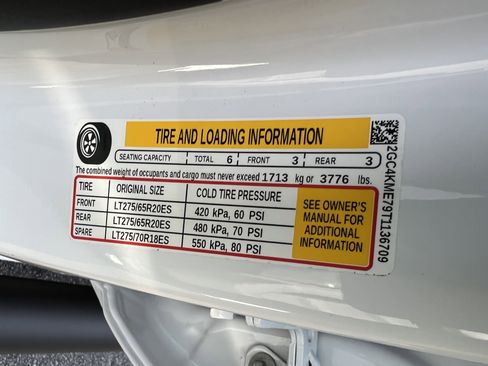 TIRE AND LOADING INFORMATION
SEATING CAPACITY TOTAL 6 FRONT 3 REAR 3
The combined weight of occupants and cargo must never exceed 1713 kg or 3776 lbs.
TIRE ORIGINAL SIZE COLD TIRE PRESSURE
FRONT LT275/65R20ES 420 kPa, 60 PSI
REAR LT275/65R20ES 480 kPa, 70 PSI
SPARE LT275/70R18ES 550 kPa, 80 PSI
SEE OWNER'S
MANUAL FOR
ADDITIONAL
INFORMATION
2GC4KME79T1136709